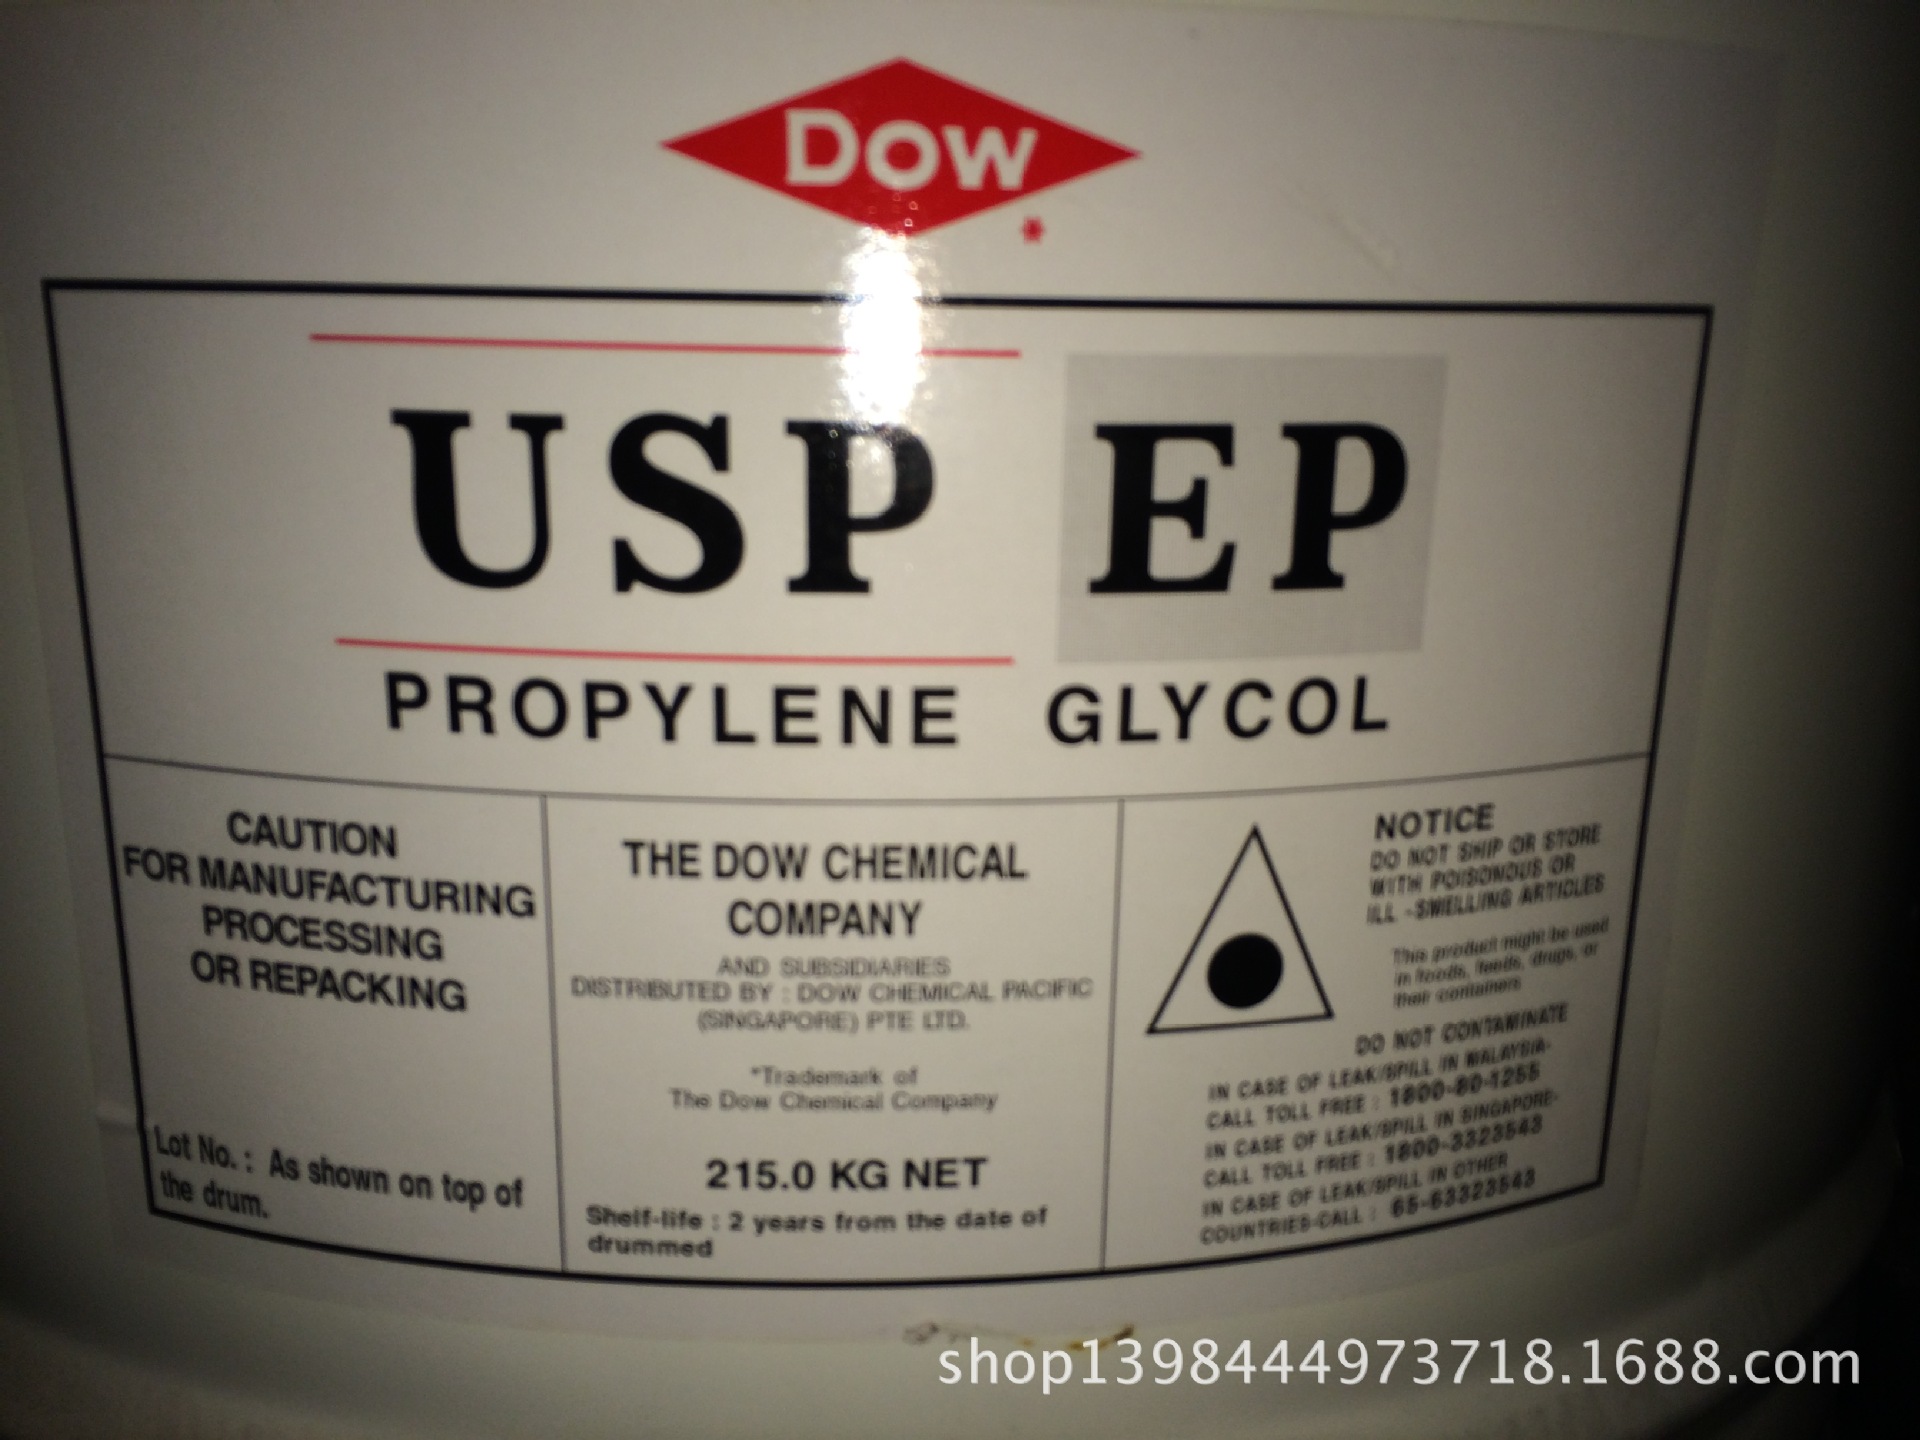 DOW
USP EP
PROPYLENE GLYCOL
CAUTION
FOR MANUFACTURING
PROCESSING
OR REPACKING
Lot No. : As shown on top of
the drum.
THE DOW CHEMICAL
COMPANY
AND SUBSIDIARIES
DISTRIBUTED BY : DOW CHEMICAL PACIFIC
(SINGAPORE) PTE LTD.
*Trademark of
The Dow Chemical Company
215.0 KG NET
Shelf-life : 2 years from the date of
drummed
NOTICE
DO NOT SHIP OR STORE
WITH POISONOUS OR
ILL -SMELLING ARTICLES
This product might be used
in foods, feeds, drugs, or
their containers
DO NOT CONTAMINATE
IN CASE OF LEAK/SPILL IN MALAYSIA-
CALL TOLL FREE : 1800-80-1255
IN CASE OF LEAK/SPILL IN SINGAPORE-
CALL TOLL FREE : 1800-3323543
IN CASE OF LEAK/SPILL IN OTHER
COUNTRIES-CALL : 65-63323543
shop1398444973718.1688.com